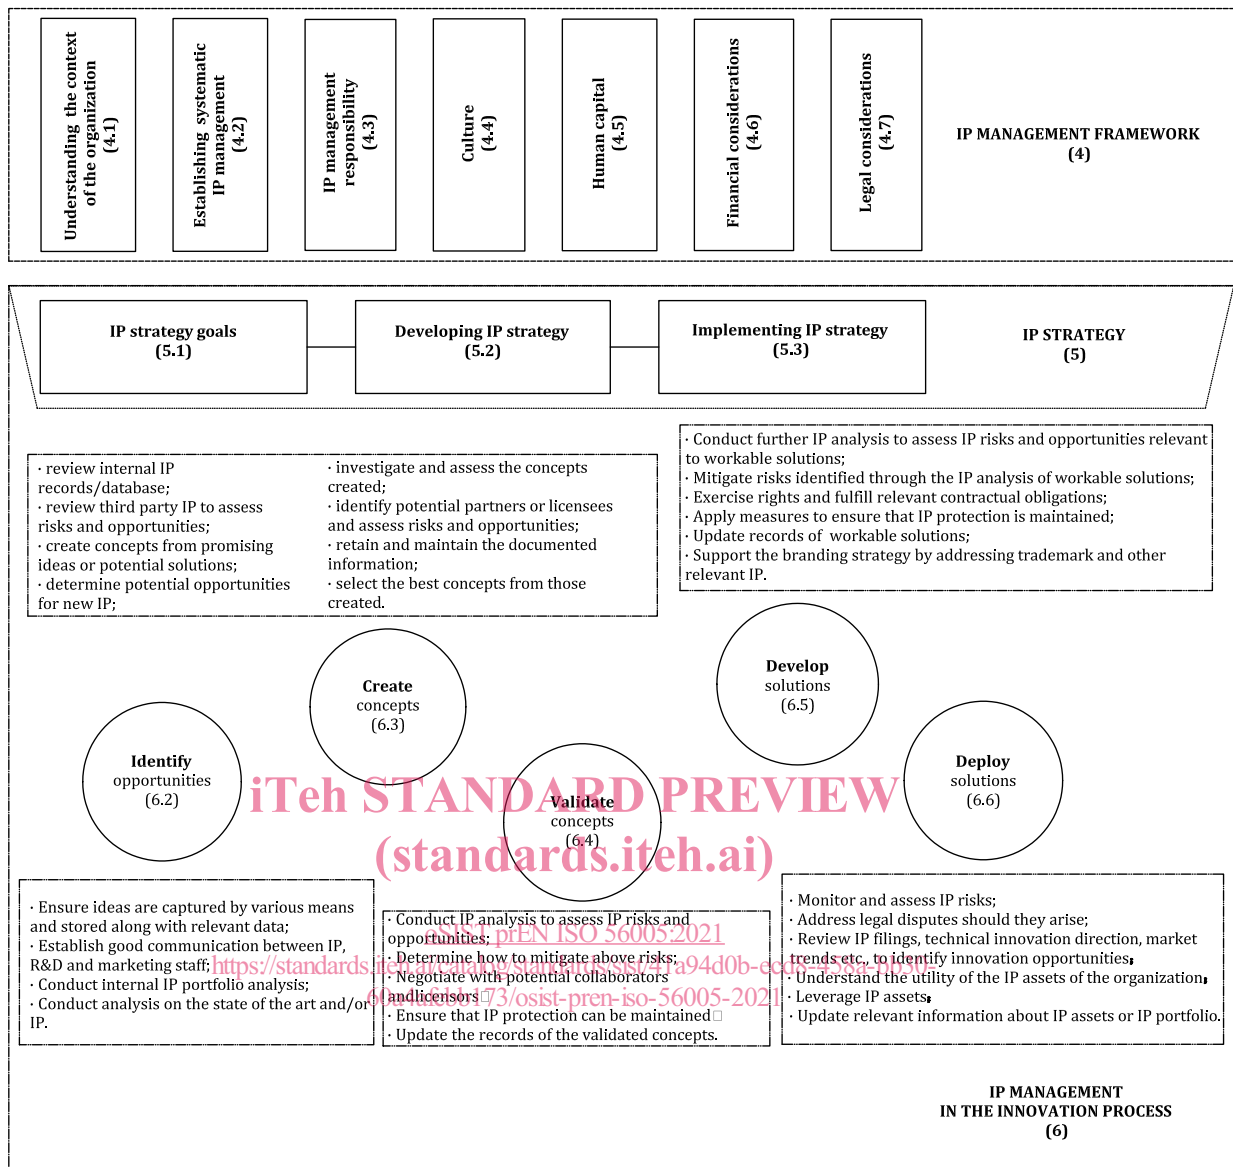 Understanding the context
of the organization
(4.1)
Establishing systematic
IP management
(4.2)
IP management
responsibility
(4.3)
Culture
(4.4)
Human capital
(4.5)
Financial considerations
(4.6)
Legal considerations
(4.7)
IP MANAGEMENT FRAMEWORK
(4)
IP strategy goals
(5.1)
Developing IP strategy
(5.2)
Implementing IP strategy
(5.3)
IP STRATEGY
(5)
· review internal IP
records/database;
· review third party IP to assess
risks and opportunities;
· create concepts from promising
ideas or potential solutions;
· determine potential opportunities
for new IP;
· investigate and assess the concepts
created;
· identify potential partners or licensees
and assess risks and opportunities;
· retain and maintain the documented
information;
· select the best concepts from those
created.
· Conduct further IP analysis to assess IP risks and opportunities relevant
to workable solutions;
· Mitigate risks identified through the IP analysis of workable solutions;
· Exercise rights and fulfill relevant contractual obligations;
· Apply measures to ensure that IP protection is maintained;
· Update records of workable solutions;
· Support the branding strategy by addressing trademark and other
relevant IP.
Identify
opportunities
(6.2)
Create
concepts
(6.3)
Validate
concepts
(6.4)
Develop
solutions
(6.5)
Deploy
solutions
(6.6)
iTeh STANDARD PREVIEW
(standards.iteh.ai)
· Ensure ideas are captured by various means
and stored along with relevant data;
· Establish good communication between IP,
R&D and marketing staff;
· Conduct internal IP portfolio analysis;
· Conduct analysis on the state of the art and/or
IP.
· Conduct IP analysis to assess IP risks and
opportunities;
· Determine how to mitigate above risks;
· Negotiate with potential collaborators
andlicensors
· Ensure that IP protection can be maintained
· Update the records of the validated concepts.
oSIST prEN ISO 56005:2021
https://standards.iteh.ai/catalog/standards/sist/41a94d0b-ecd8-458a-bb30-
/osist-pren-iso-56005-2021
· Monitor and assess IP risks;
· Address legal disputes should they arise;
· Review IP filings, technical innovation direction, market
trends etc., to identify innovation opportunities;
· Understand the utility of the IP assets of the organization;
· Leverage IP assets;
· Update relevant information about IP assets or IP portfolio.
IP MANAGEMENT
IN THE INNOVATION PROCESS
(6)